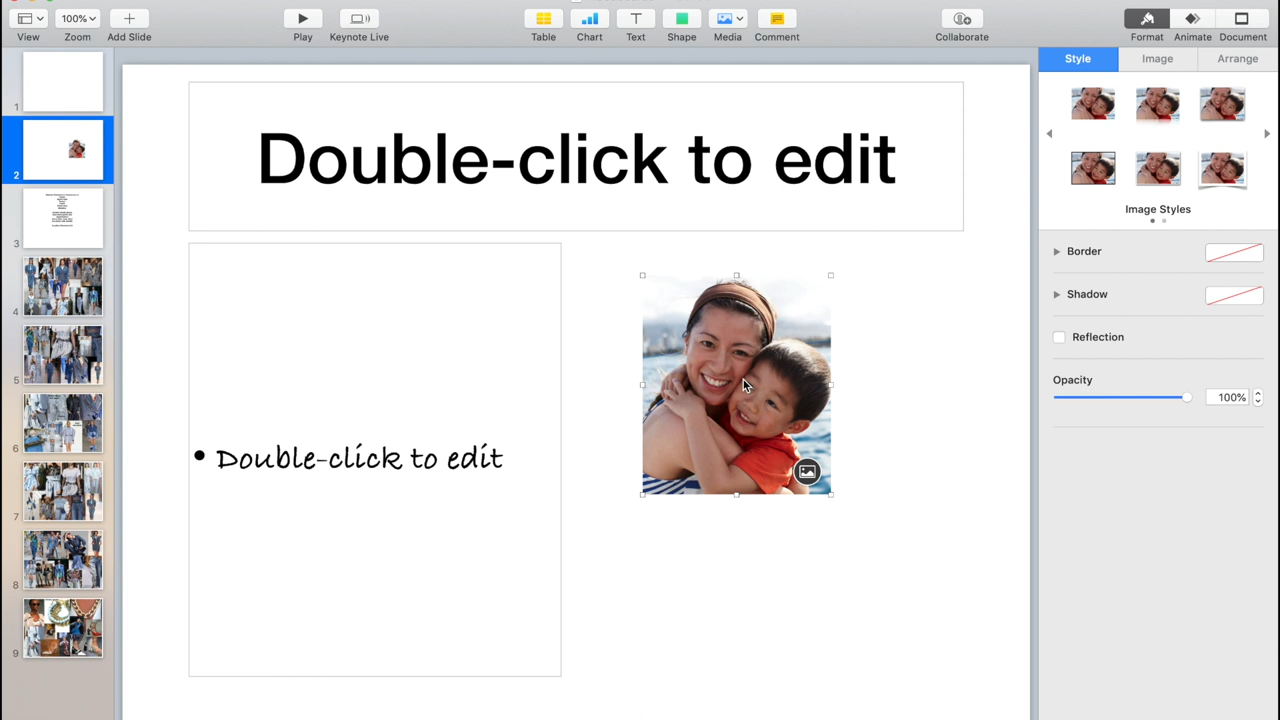 View
100%
Zoom
Add Slide
Play
Keynote Live
Table
Chart
Text
Shape
Media
Comment
Collaborate
Format
Animate
Document
1
2
3
4
5
6
7
8
9
Double-click to edit
• Double-click to edit
Style
Image
Arrange
Image Styles
Border
Shadow
Reflection
Opacity
100%